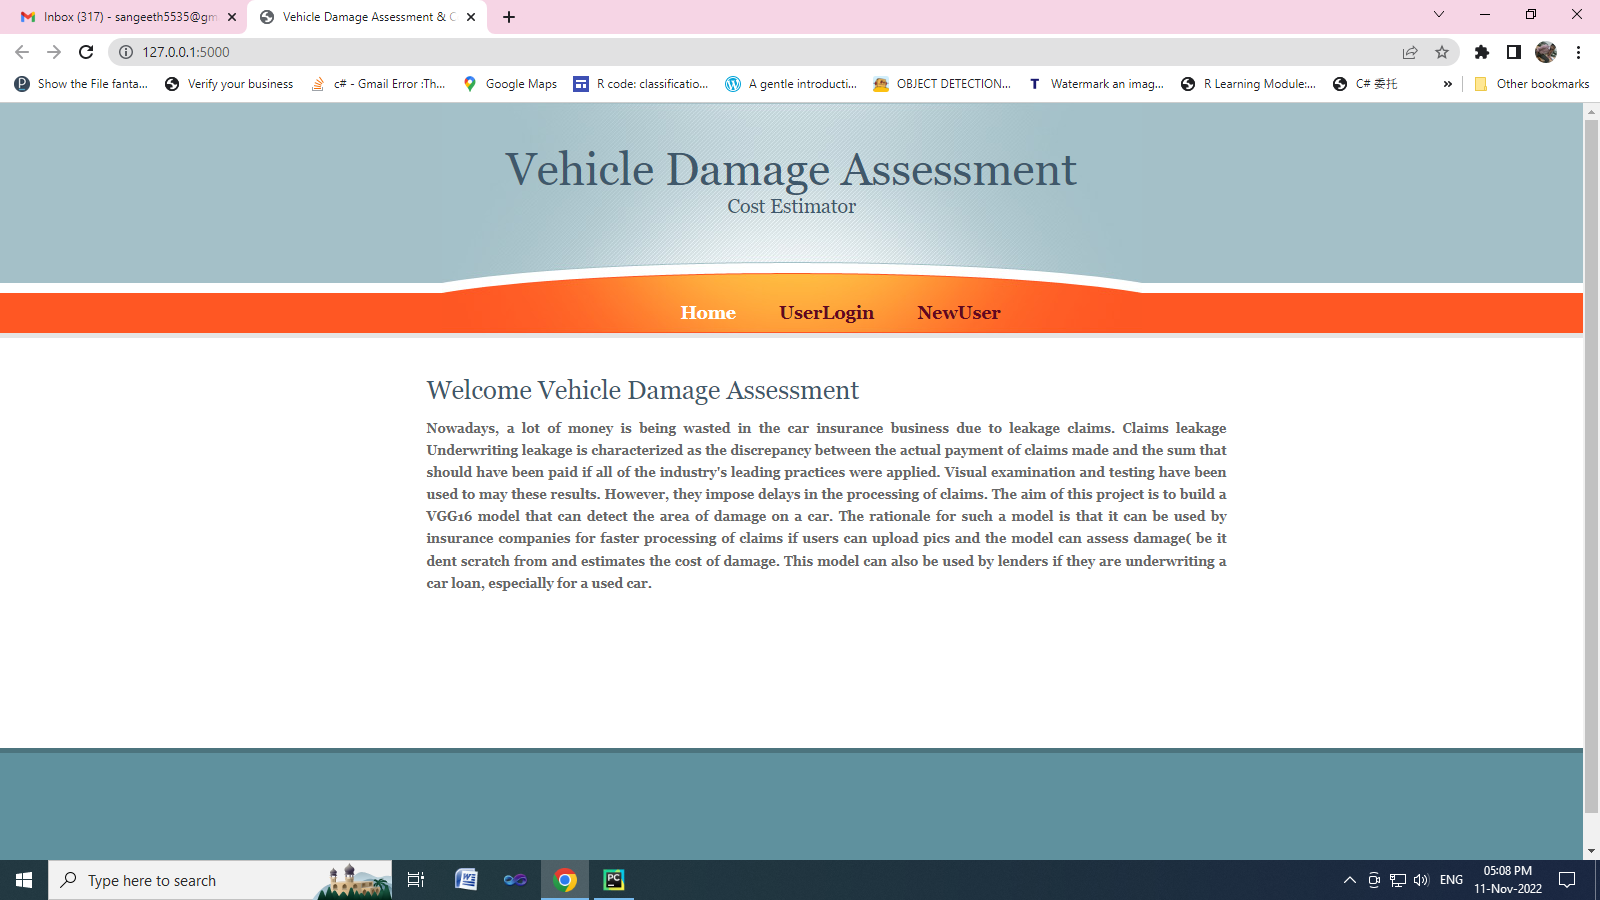 Inbox (317) - sangeeth5535@gm
Vehicle Damage Assessment & C
127.0.0.1:5000
Show the File fanta...
Verify your business
c# - Gmail Error :Th...
Google Maps
R code: classificatio...
A gentle introducti...
OBJECT DETECTION...
Watermark an imag...
R Learning Module:...
C# 委托
»
Other bookmarks
Vehicle Damage Assessment
Cost Estimator
Home UserLogin NewUser
Welcome Vehicle Damage Assessment
Nowadays, a lot of money is being wasted in the car insurance business due to leakage claims. Claims leakage
Underwriting leakage is characterized as the discrepancy between the actual payment of claims made and the sum that
should have been paid if all of the industry's leading practices were applied. Visual examination and testing have been
used to may these results. However, they impose delays in the processing of claims. The aim of this project is to build a
VGG16 model that can detect the area of damage on a car. The rationale for such a model is that it can be used by
insurance companies for faster processing of claims if users can upload pics and the model can assess damage( be it
dent scratch from and estimates the cost of damage. This model can also be used by lenders if they are underwriting a
car loan, especially for a used car.
Type here to search
PC
ENG
05:08 PM
11-Nov-2022